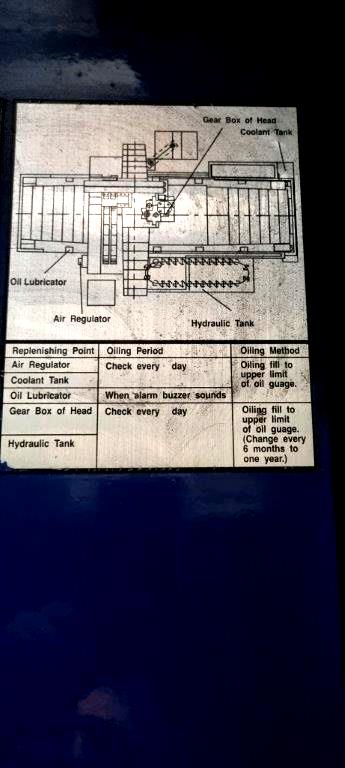 Gear Box of Head
Coolant Tank
Oil Lubricator
Air Regulator
Hydraulic Tank
Replenishing Point Oiling Period Oiling Method
Air Regulator Check every day Oiling fill to
upper limit
of oil guage.
Coolant Tank
Oil Lubricator When alarm buzzer sounds
Gear Box of Head Check every day Oiling fill to
upper limit
of oil guage.
(Change every
6 months to
one year.)
Hydraulic Tank